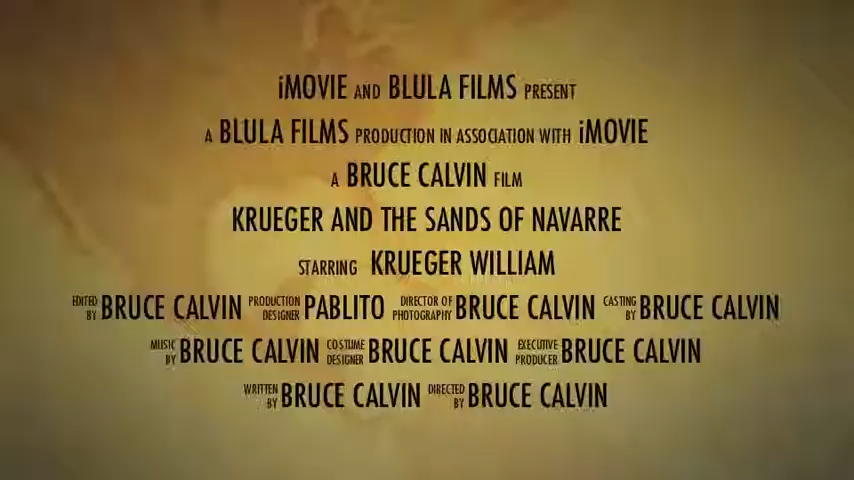 iMOVIE AND BLULA FILMS PRESENT
A BLULA FILMS PRODUCTION IN ASSOCIATION WITH iMOVIE
A BRUCE CALVIN FILM
KRUEGER AND THE SANDS OF NAVARRE
STARRING KRUEGER WILLIAM
EDITED BY BRUCE CALVIN PRODUCTION DESIGNER PABLITO DIRECTOR OF PHOTOGRAPHY BRUCE CALVIN CASTING BY BRUCE CALVIN
MUSIC BY BRUCE CALVIN COSTUME DESIGNER BRUCE CALVIN EXECUTIVE PRODUCER BRUCE CALVIN
WRITTEN BY BRUCE CALVIN DIRECTED BY BRUCE CALVIN